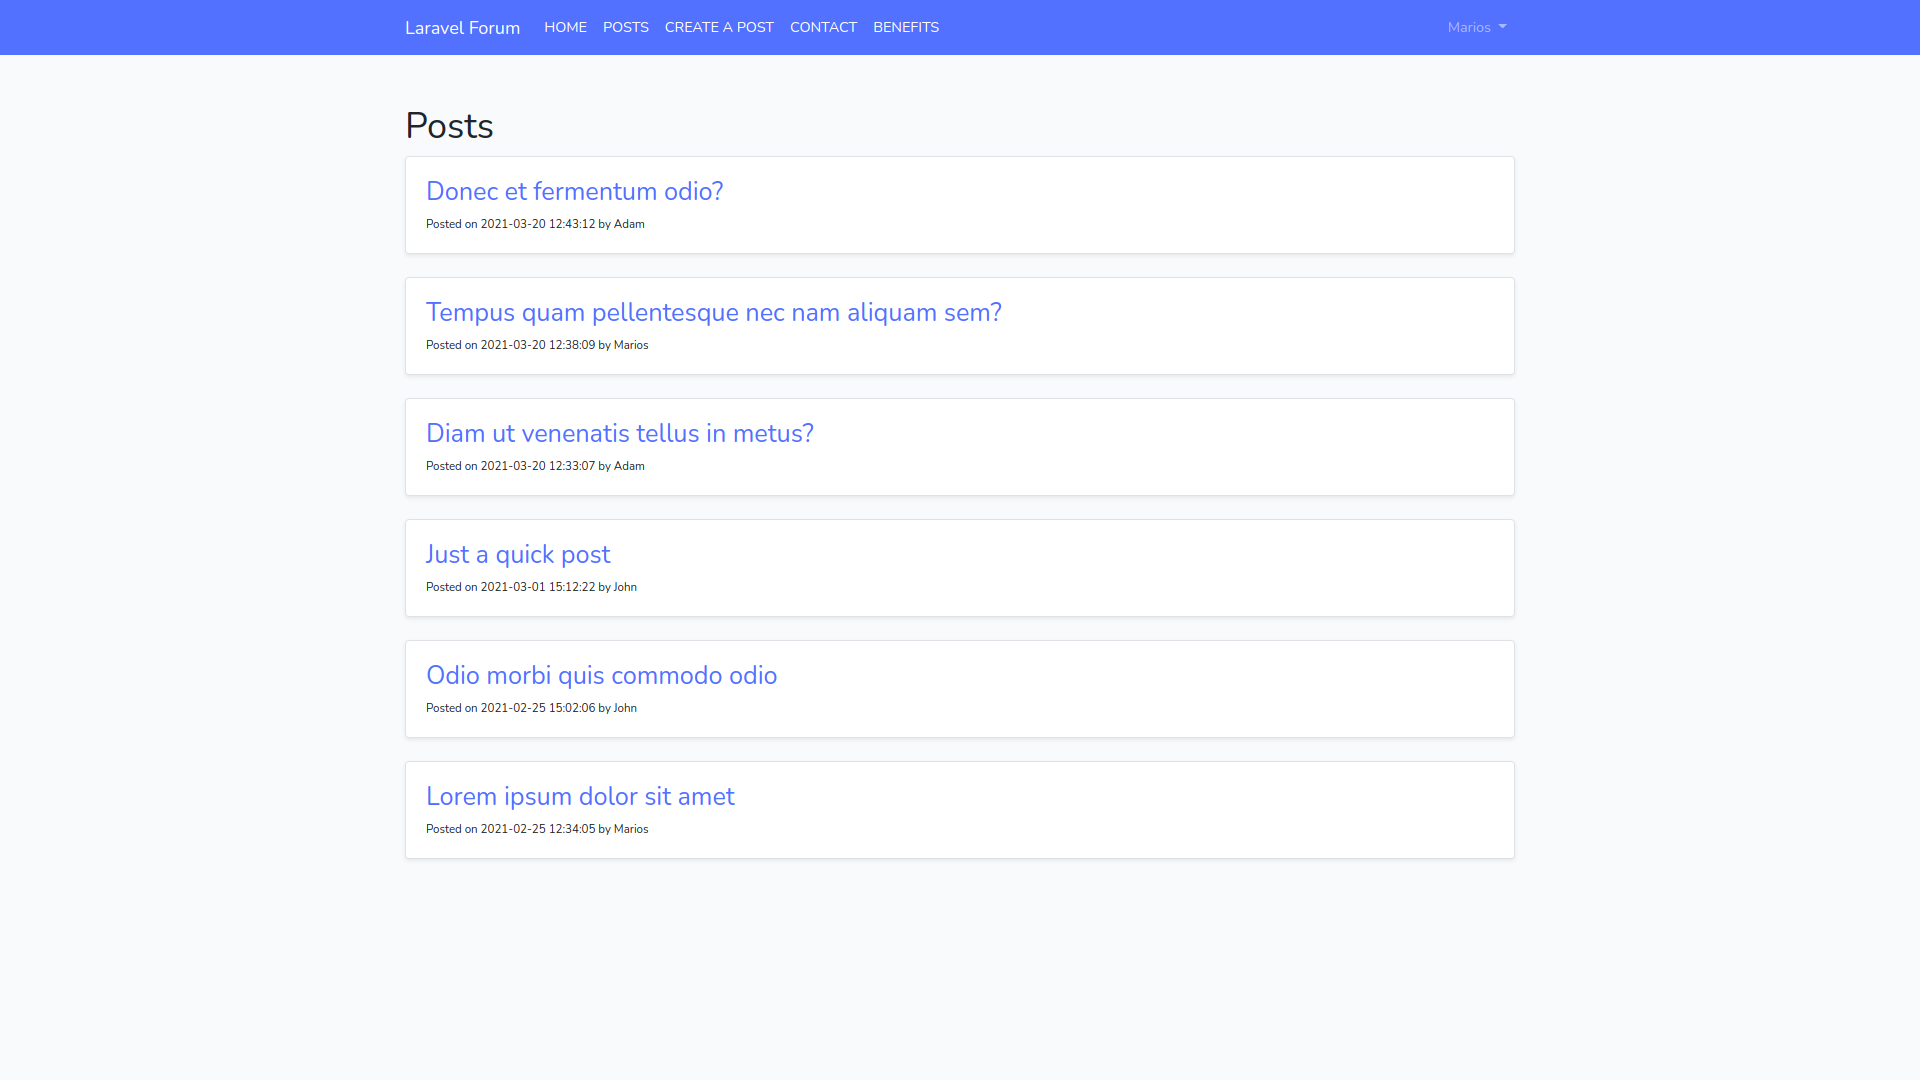 Laravel Forum HOME POSTS CREATE A POST CONTACT BENEFITS Marios
Posts
Donec et fermentum odio?
Posted on 2021-03-20 12:43:12 by Adam
Tempus quam pellentesque nec nam aliquam sem?
Posted on 2021-03-20 12:38:09 by Marios
Diam ut venenatis tellus in metus?
Posted on 2021-03-20 12:33:07 by Adam
Just a quick post
Posted on 2021-03-01 15:12:22 by John
Odio morbi quis commodo odio
Posted on 2021-02-25 15:02:06 by John
Lorem ipsum dolor sit amet
Posted on 2021-02-25 12:34:05 by Marios